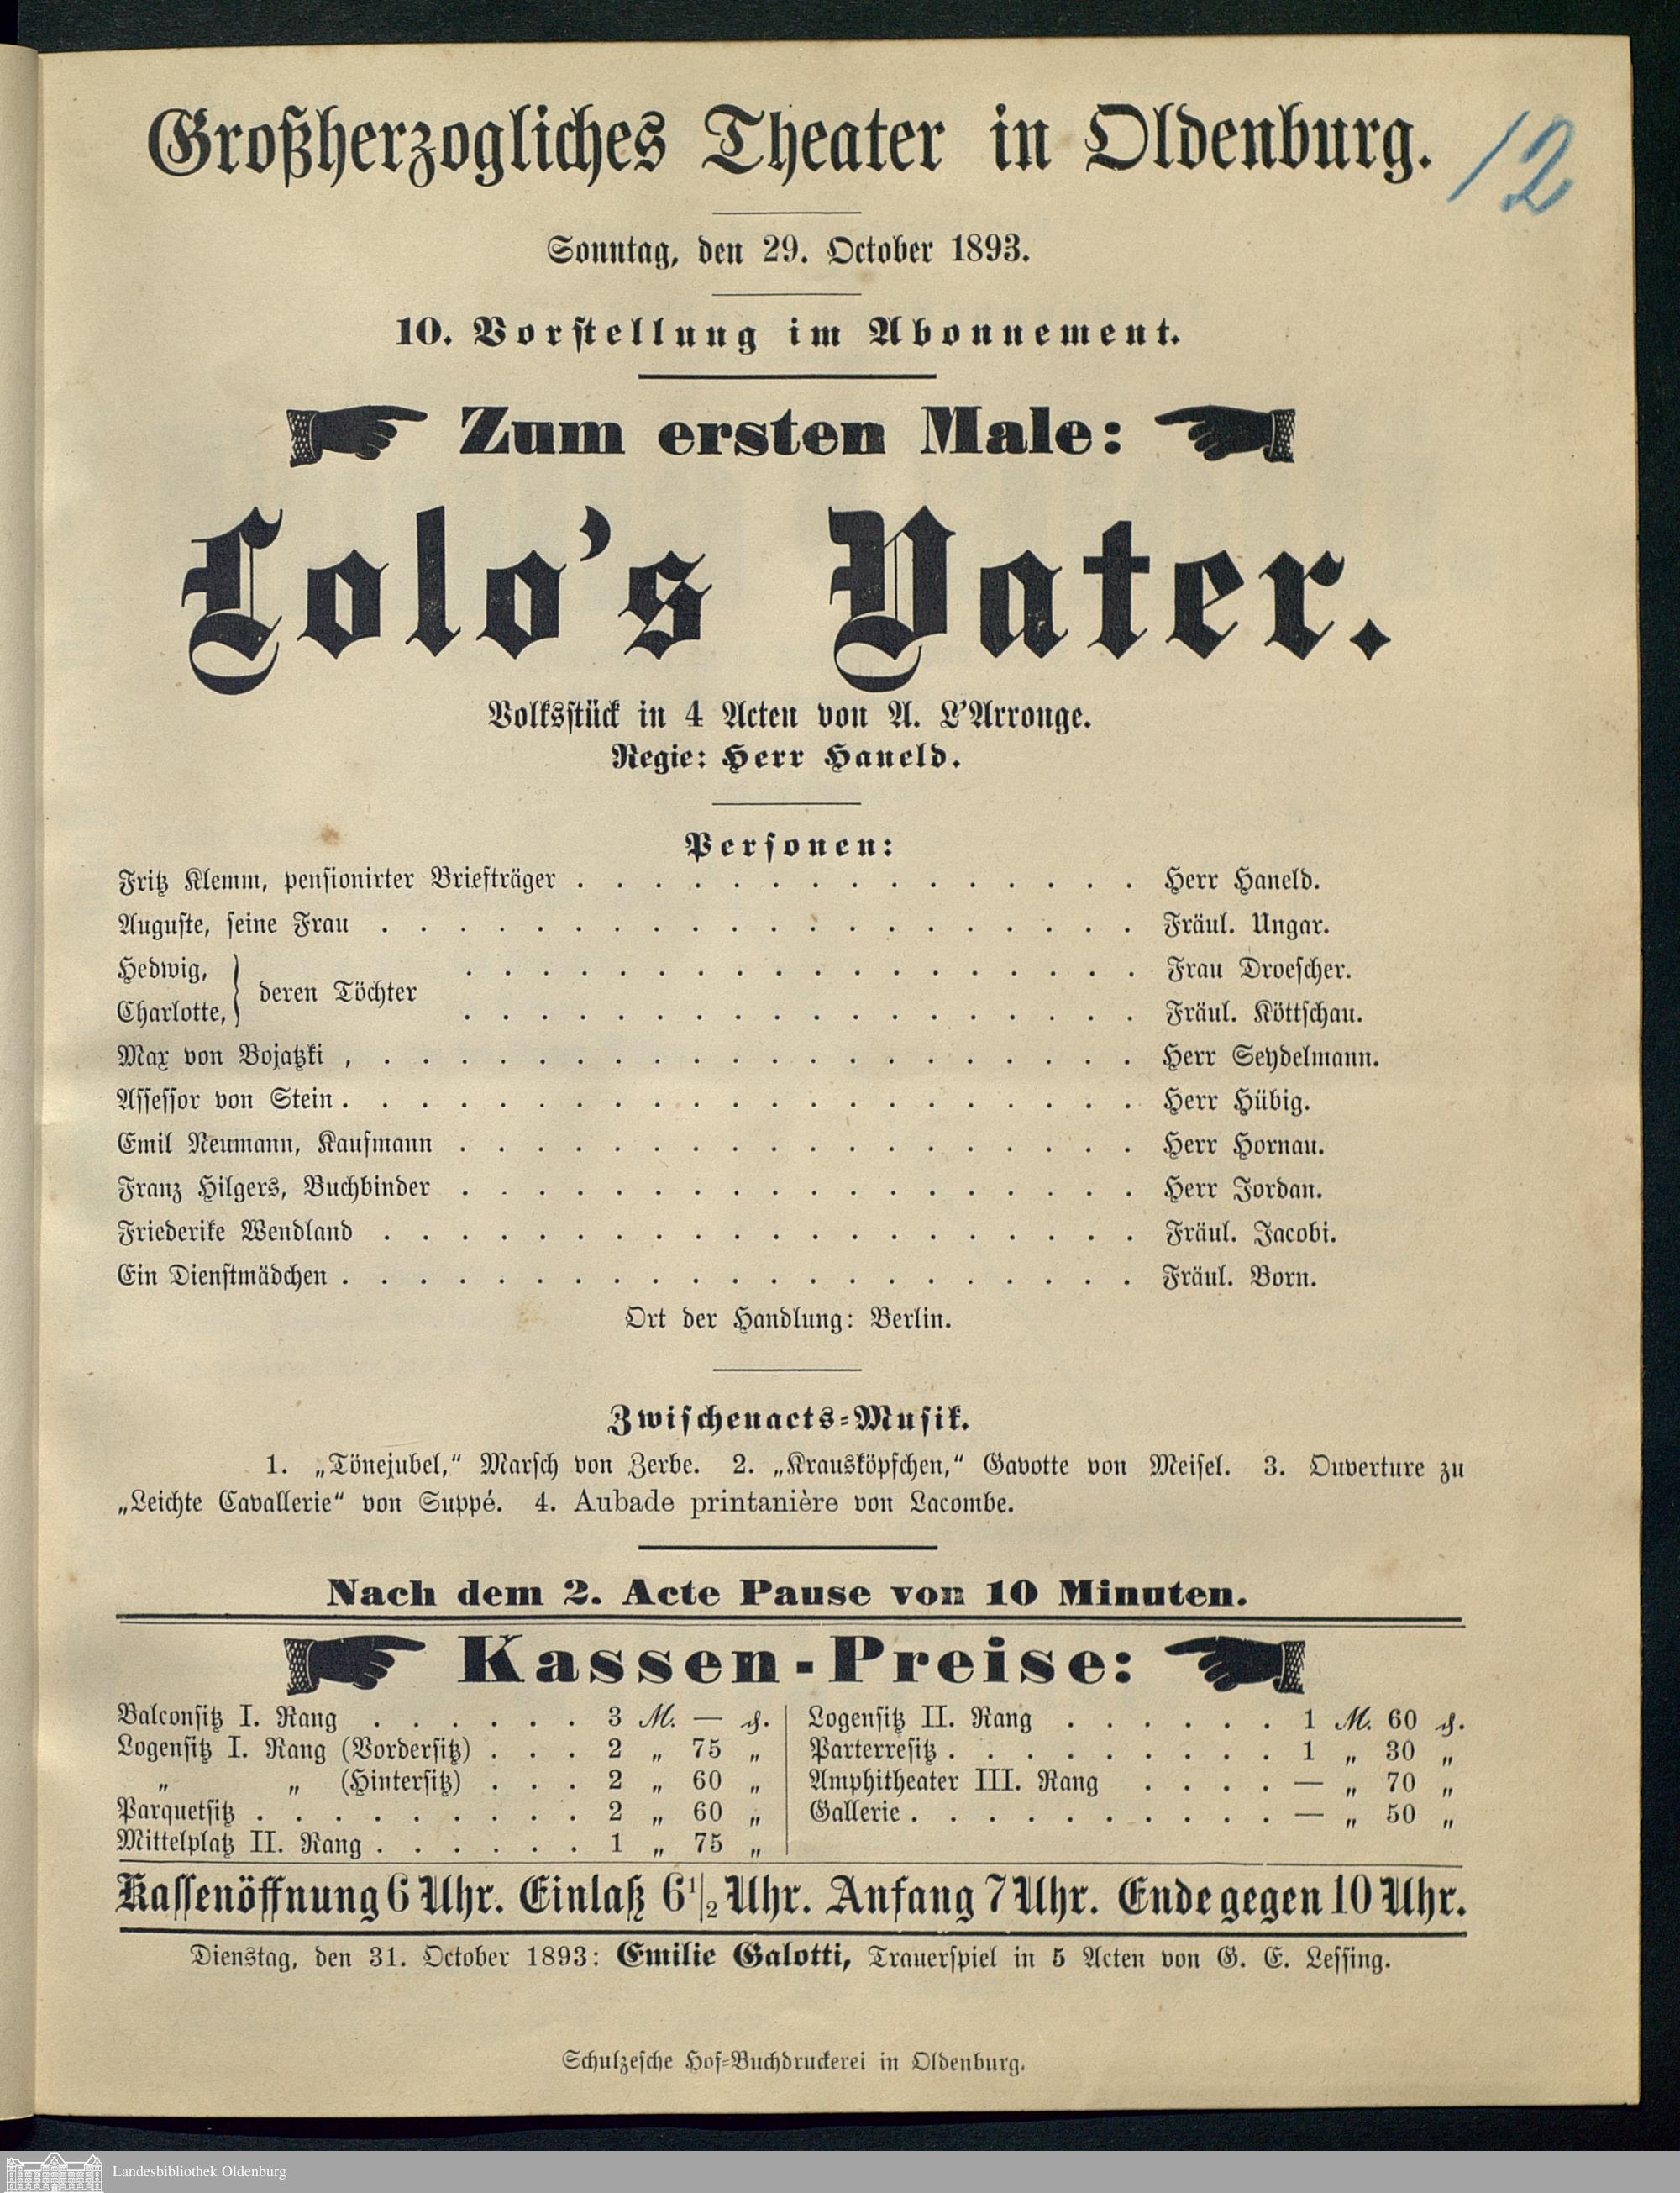 Großherzogliches Theater in Oldenburg.
12
Sonntag, den 29. October 1893.
10. Vorstellung im Abonnement.
Zum ersten Male:
Lolo's Vater.
Volksstück in 4 Acten von A. L'Arronge.
Regie: Herr Haneld.
Personen:
Fritz Klemm, pensionirter Briefträger . . . . . . . . . . . . . . . Herr Haneld.
Auguste, seine Frau . . . . . . . . . . . . . . . . . . . . Fräul. Ungar.
Hedwig, } deren Töchter . . . . . . . . . . . . . . . . . . Frau Droescher.
Charlotte, } . . . . . . . . . . . . . . . . . . Fräul. Köttschau.
Max von Bojatzki , . . . . . . . . . . . . . . . . . . . . Herr Seydelmann.
Assessor von Stein . . . . . . . . . . . . . . . . . . . . . Herr Hübig.
Emil Neumann, Kaufmann . . . . . . . . . . . . . . . . . . Herr Hornau.
Franz Hilgers, Buchbinder . . . . . . . . . . . . . . . . . . Herr Jordan.
Friederike Wendland . . . . . . . . . . . . . . . . . . . . Fräul. Jacobi.
Ein Dienstmädchen . . . . . . . . . . . . . . . . . . . . . Fräul. Born.
Ort der Handlung: Berlin.
Zwischenacts-Musik.
1. „Tönejubel,“ Marsch von Zerbe. 2. „Krausköpfchen,“ Gavotte von Meisel. 3. Ouverture zu
„Leichte Cavallerie“ von Suppé. 4. Aubade printanière von Lacombe.
Nach dem 2. Acte Pause von 10 Minuten.
Kassen-Preise:
Balconsitz I. Rang . . . . . . 3 M. — ₰.
Logensitz I. Rang (Vordersitz) . . . 2 „ 75 „
„ „ (Hintersitz) . . . 2 „ 60 „
Parquetsitz . . . . . . . . . 2 „ 60 „
Mittelplatz II. Rang . . . . . . 1 „ 75 „
Logensitz II. Rang . . . . . . 1 M. 60 ₰.
Parterresitz . . . . . . . . . 1 „ 30 „
Amphitheater III. Rang . . . . — „ 70 „
Gallerie . . . . . . . . . . — „ 50 „
Kassenöffnung 6 Uhr. Einlaß 6 1/2 Uhr. Anfang 7 Uhr. Ende gegen 10 Uhr.
Dienstag, den 31. October 1893: Emilie Galotti, Trauerspiel in 5 Acten von G. E. Lessing.
Schulzesche Hof-Buchdruckerei in Oldenburg.
Landesbibliothek Oldenburg